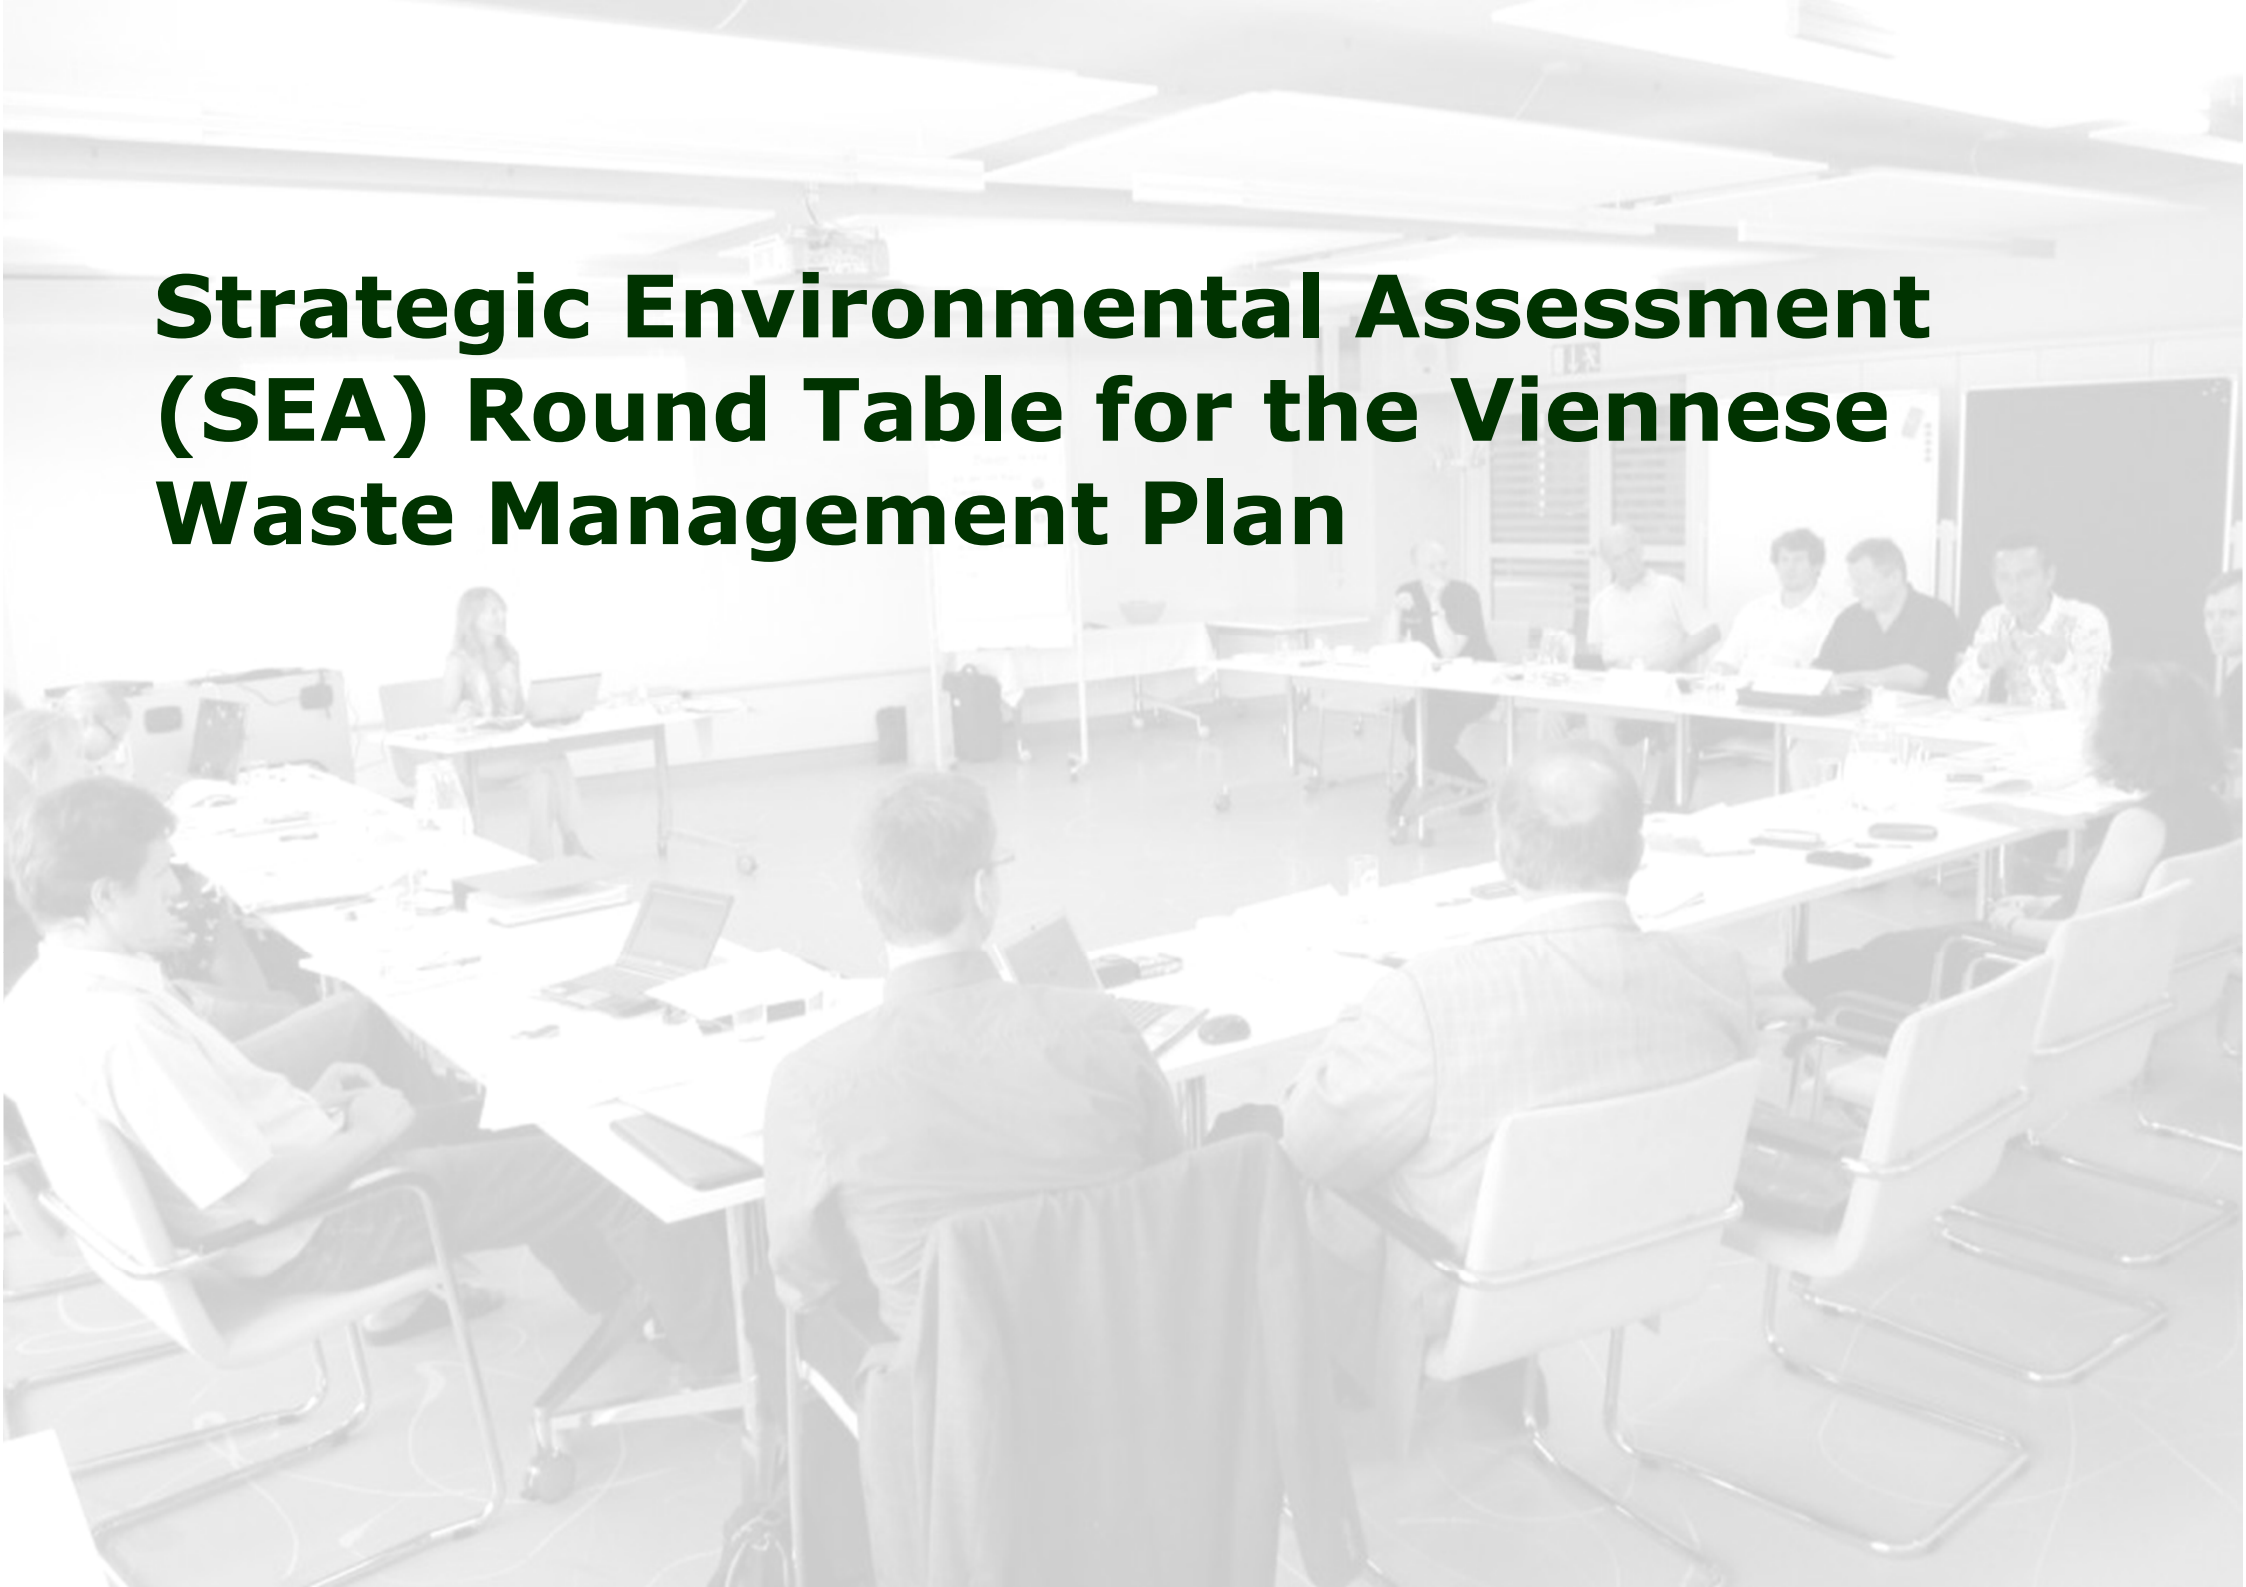 Strategic Environmental Assessment
(SEA) Round Table for the Viennese
Waste Management Plan